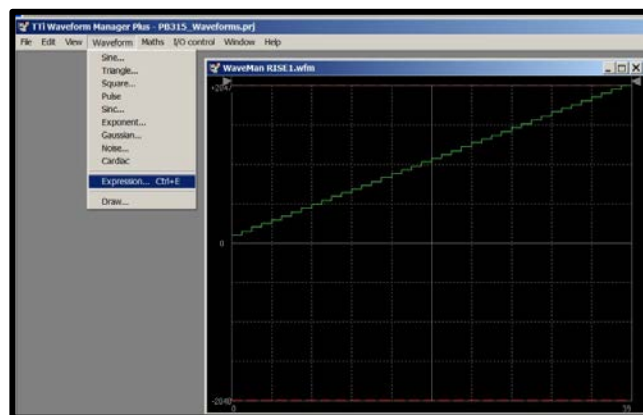 TTi Waveform Manager Plus - PB315_Waveforms.prj
File Edit View Waveform Maths I/O control Window Help
Sine...
Triangle...
Square...
Pulse
Sinc...
Exponent...
Gaussian...
Noise...
Cardiac
Expression... Ctrl+E
Draw...
WaveMan RISE1.wfm
+2047
0
-2048
0